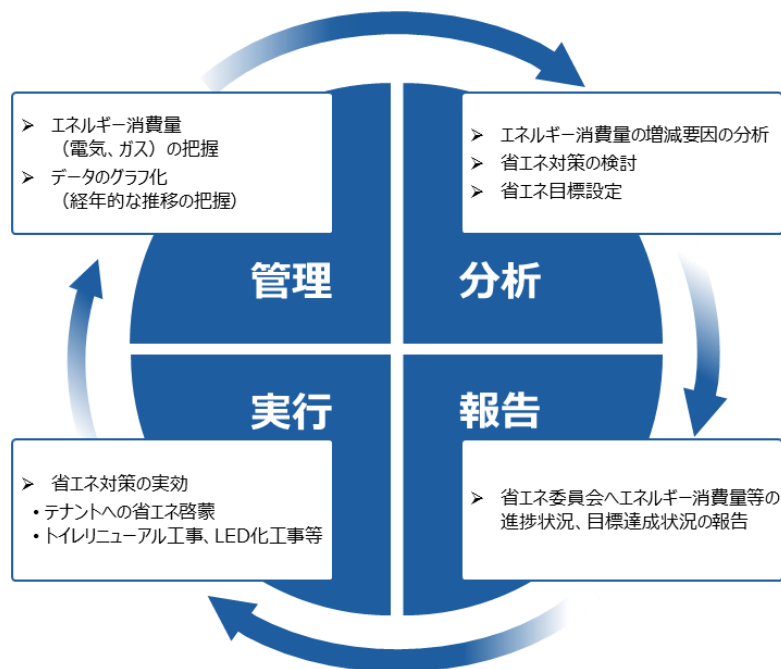 ➢ エネルギー消費量
（電気、ガス）の把握
➢ データのグラフ化
（経年的な推移の把握）
➢ エネルギー消費量の増減要因の分析
➢ 省エネ対策の検討
➢ 省エネ目標設定
管理
分析
実行
報告
➢ 省エネ対策の実効
・テナントへの省エネ啓蒙
・トイレリニューアル工事、LED化工事等
➢ 省エネ委員会へエネルギー消費量等の
進捗状況、目標達成状況の報告